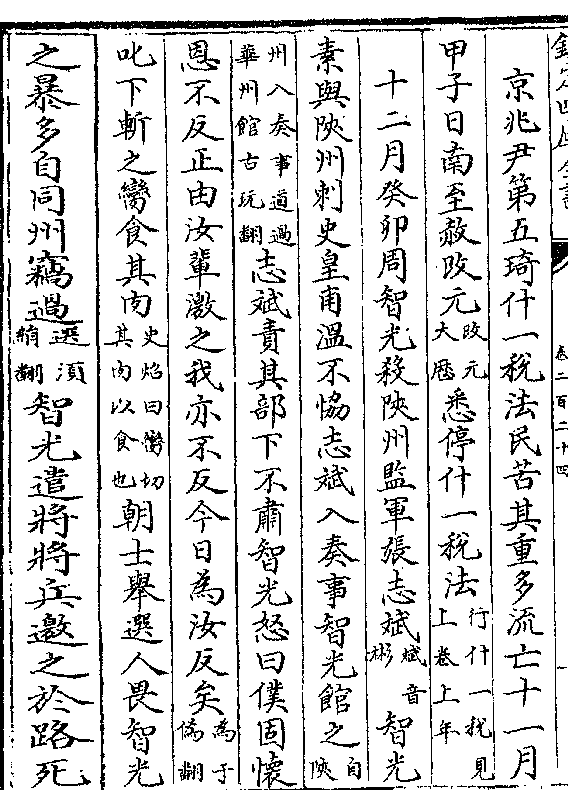 欽定四庫全書
卷二百二十四
京兆尹第五琦什一稅法民苦其重多流亡十一月
甲子日南至赦改元改元大厯悉停什一稅法行什一稅見上卷上年
十二月癸卯周智光殺陜州監軍張志斌斌音彬智光
素與陜州刺史皇甫溫不恊志斌入奏事智光館之自陜
州入奏事道過華州館古玩翻志斌責其部下不肅智光怒曰僕固懷
恩不反正由汝輩激之我亦不反今日為汝反矣為于偽翻
叱下斬之臠食其肉史炤曰臠切其肉以食也朝士舉選人畏智光
之暴多自同州竊過選須絹翻智光遣將將兵邀之於路死